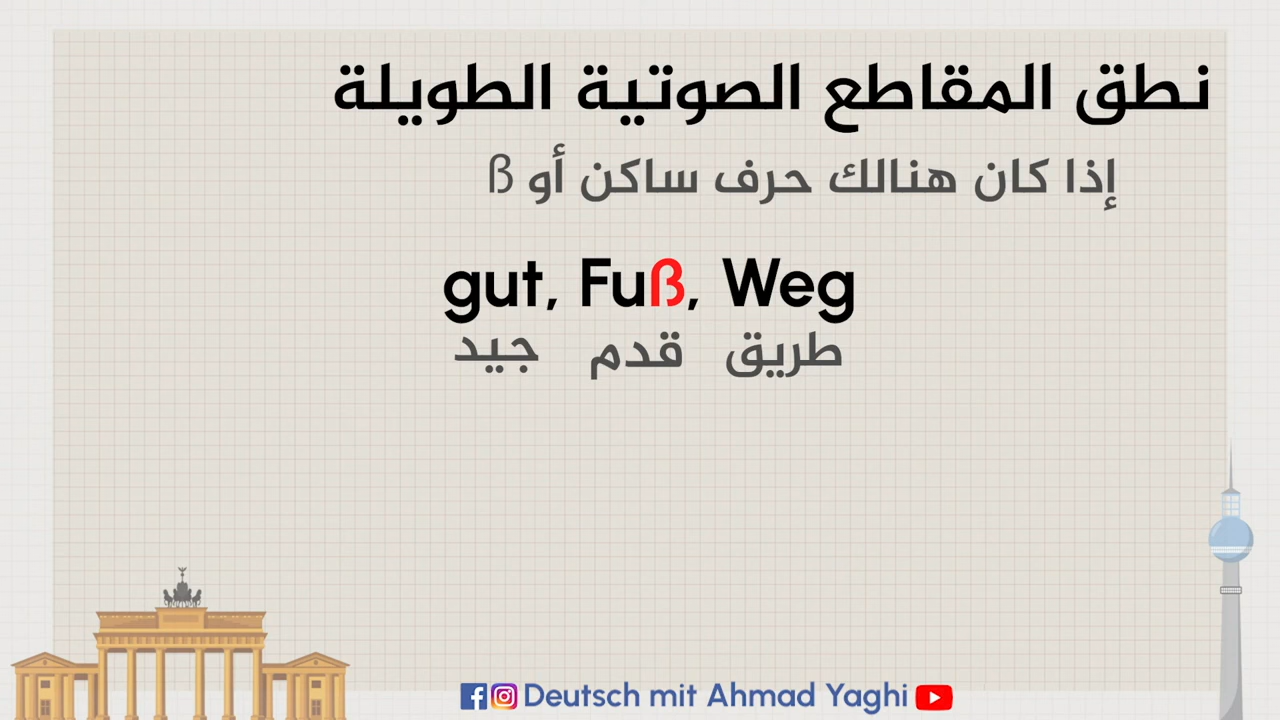 نطق المقاطع الصوتية الطويلة
إذا كان هنالك حرف ساكن أو ß
gut, Fuß, Weg
جيد قدم طريق
Deutsch mit Ahmad Yaghi